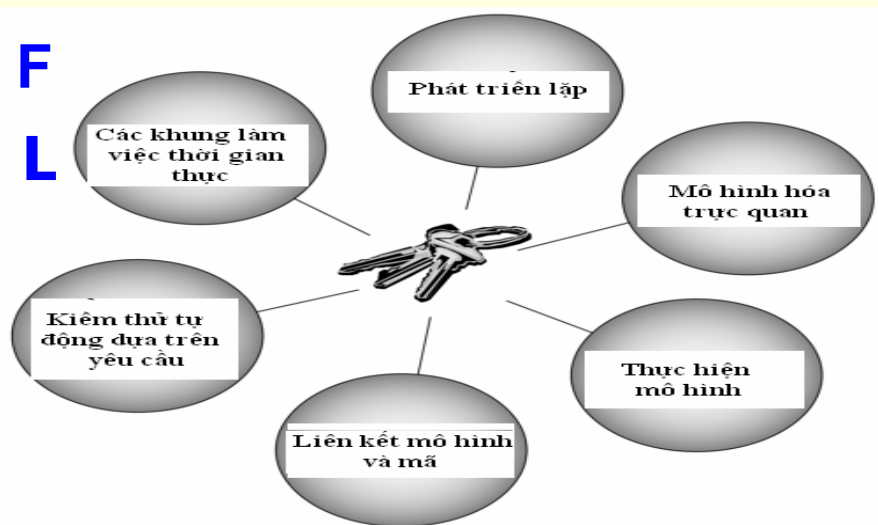 F
L
Phát triển lặp
Các khung làm
việc thời gian
thực
Mô hình hóa
trực quan
Kiểm thử tự
động dựa trên
yêu cầu
Thực hiện
mô hình
Liên kết mô hình
và mã